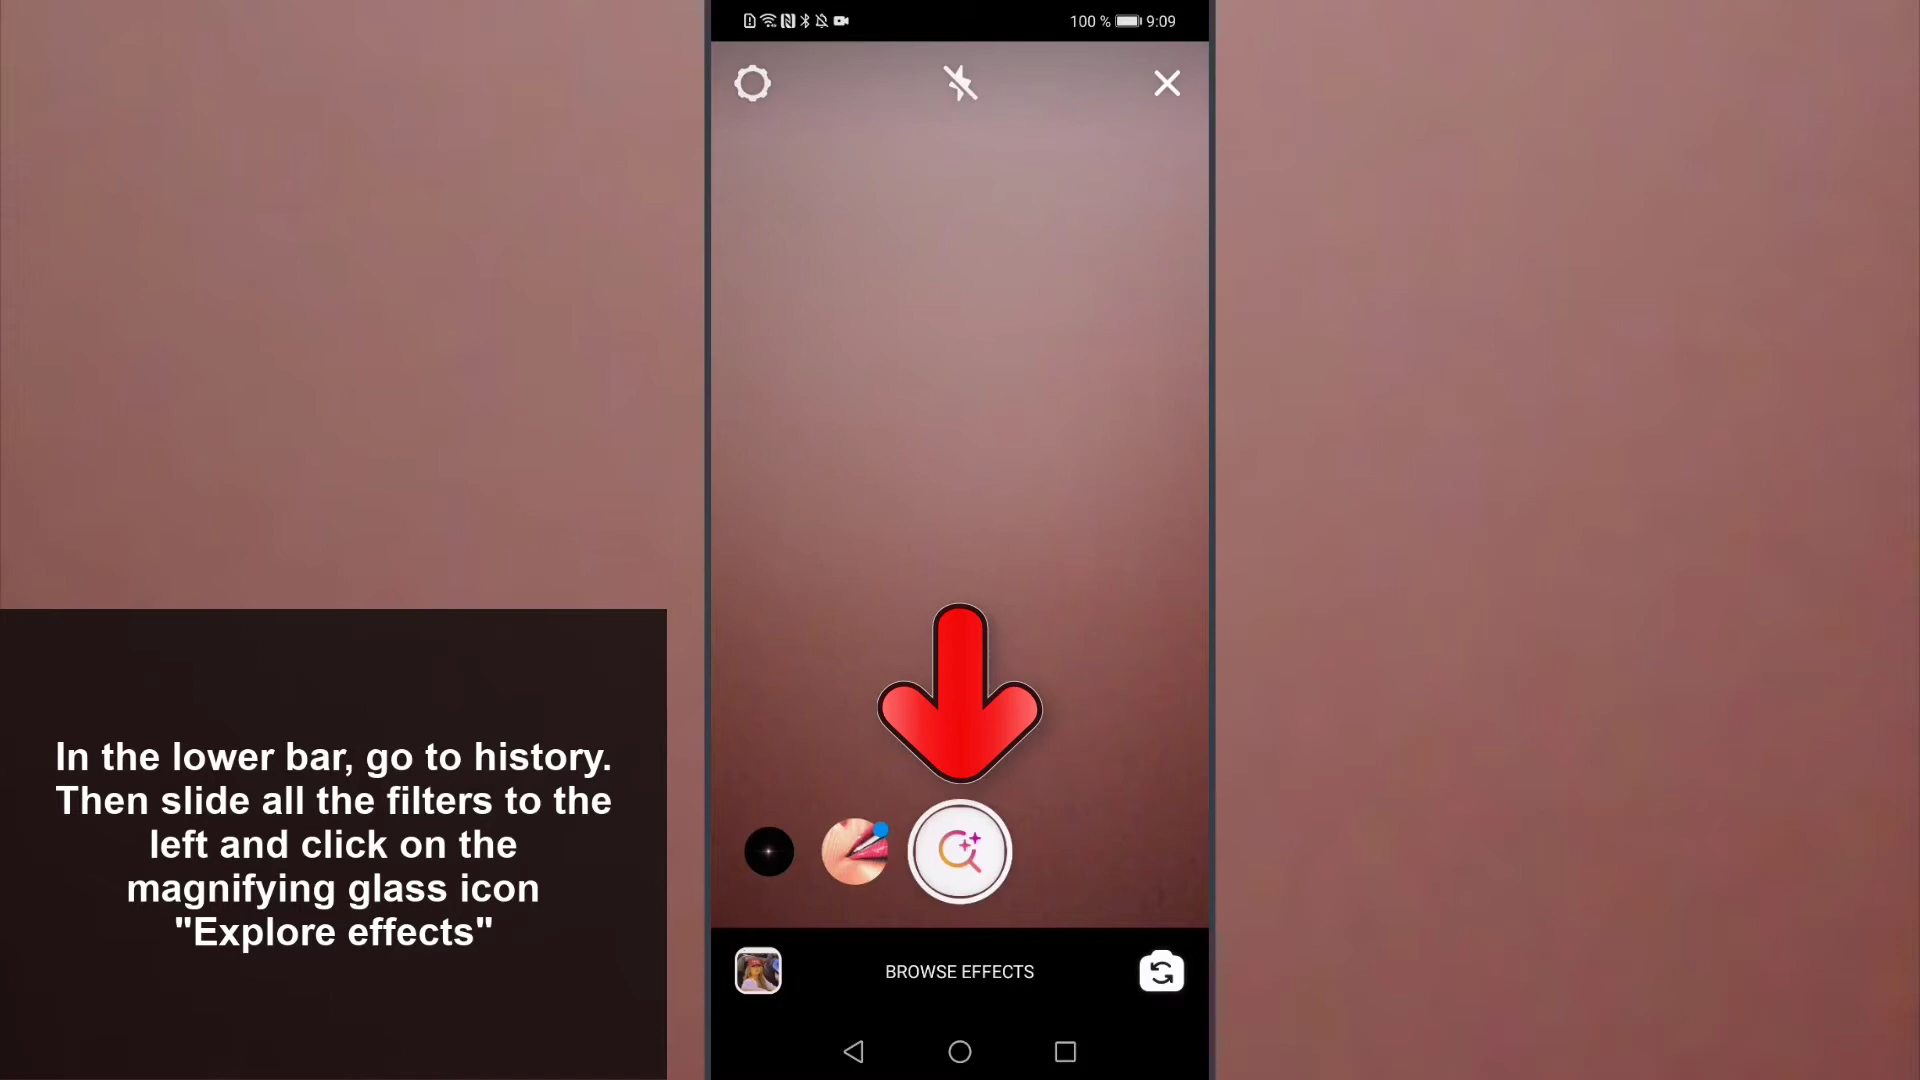 100 % 9:09
In the lower bar, go to history.
Then slide all the filters to the
left and click on the
magnifying glass icon
"Explore effects"
BROWSE EFFECTS